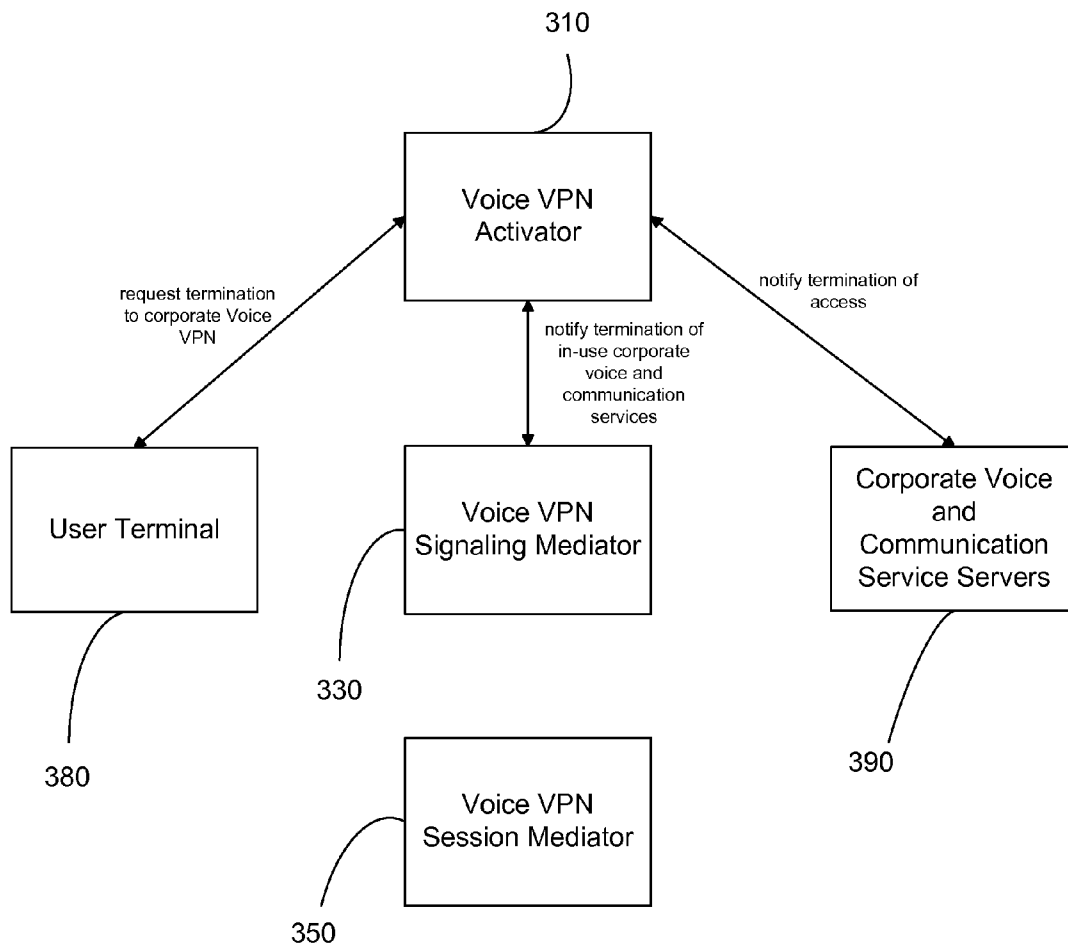 310
Voice VPN
Activator
request termination
to corporate Voice
VPN
notify termination of
in-use corporate
voice and
communication
services
notify termination of
access
User Terminal
Voice VPN
Signaling Mediator
Corporate Voice
and
Communication
Service Servers
330
380
390
Voice VPN
Session Mediator
350